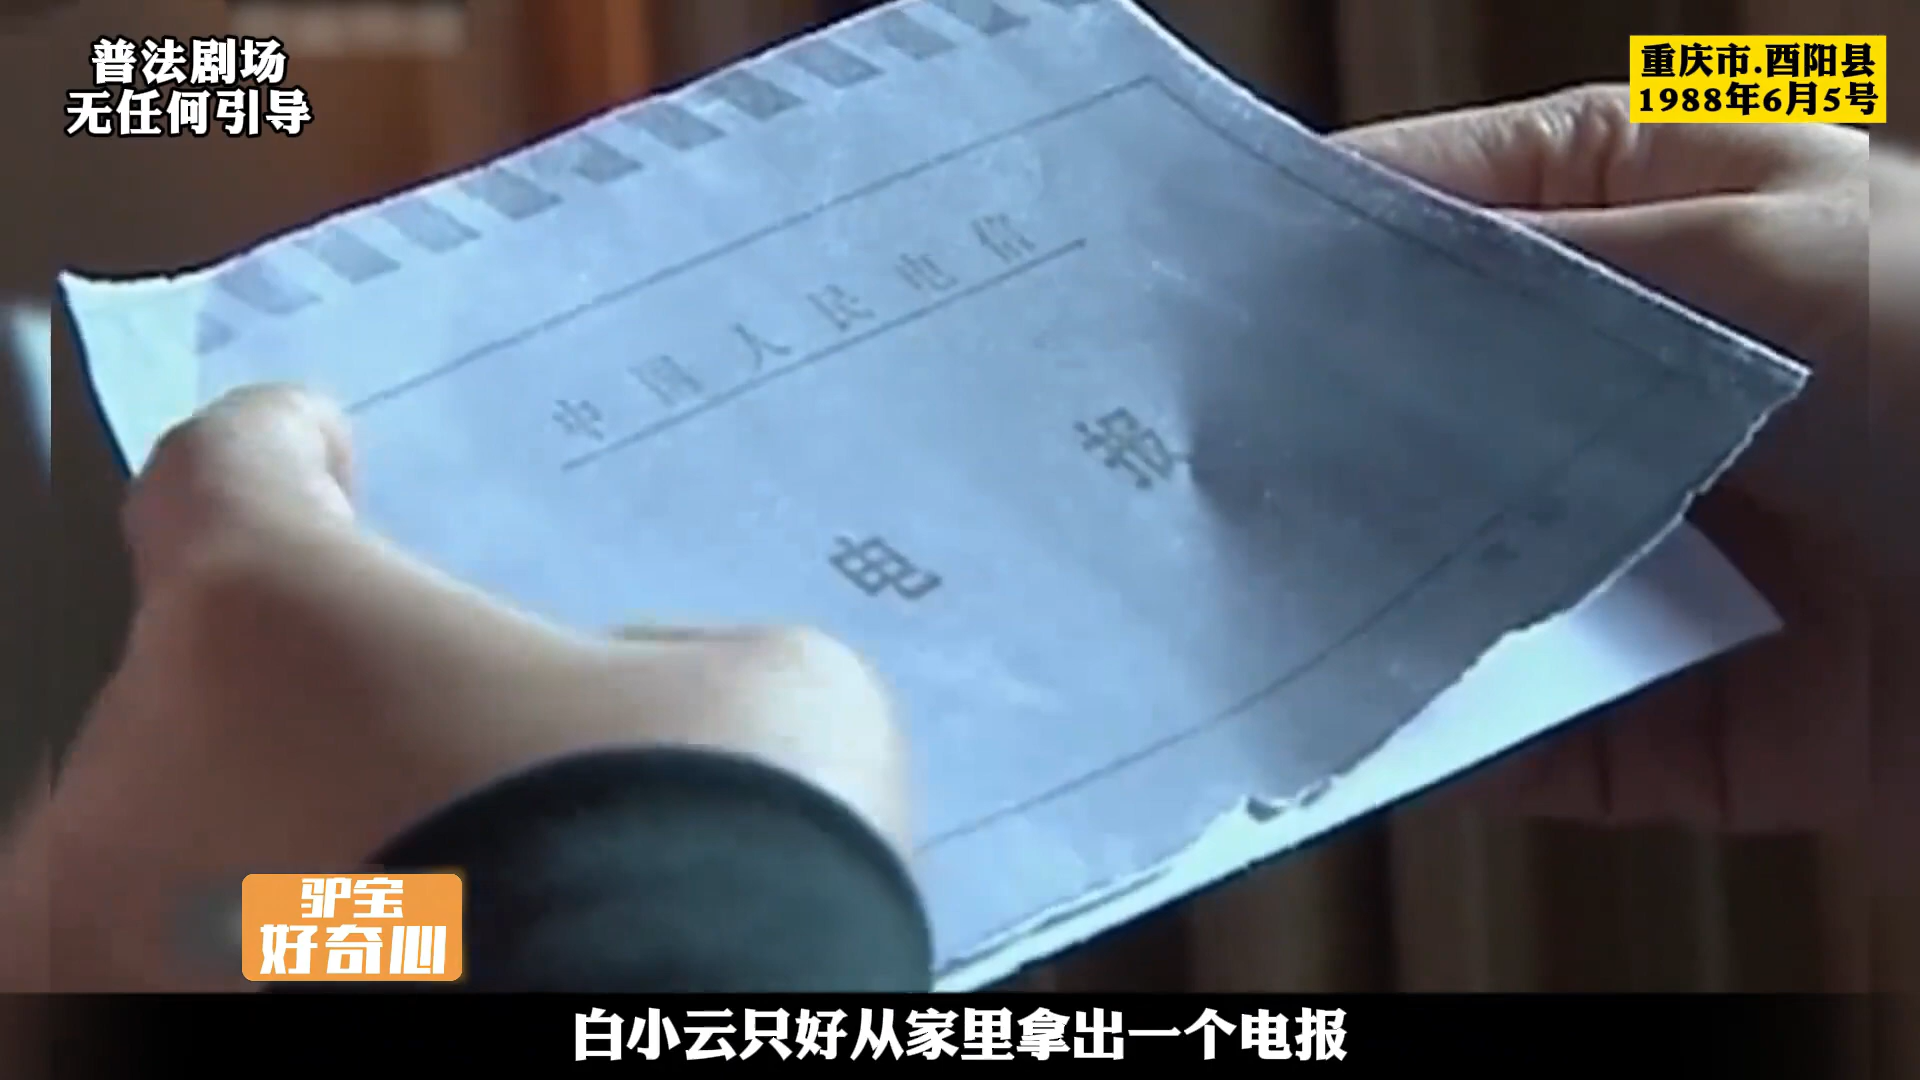 普法剧场
无任何引导
重庆市.酉阳县
1988年6月5号
中国人民电信
电报
驴宝
好奇心
白小云只好从家里拿出一个电报